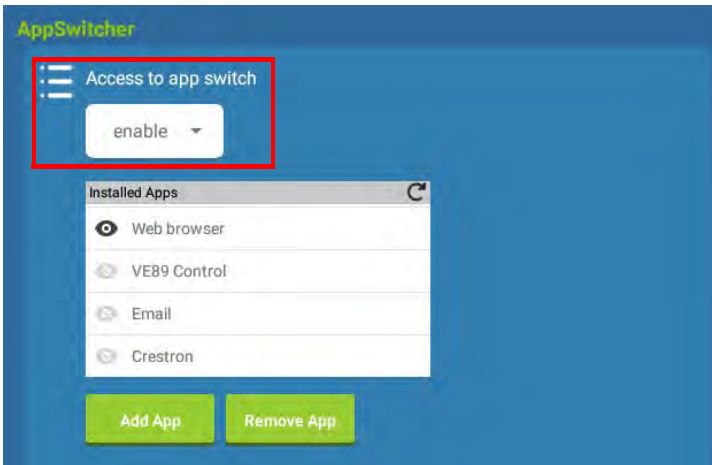 AppSwitcher
Access to app switch
enable
Installed Apps
Web browser
VE89 Control
Email
Crestron
Add App Remove App